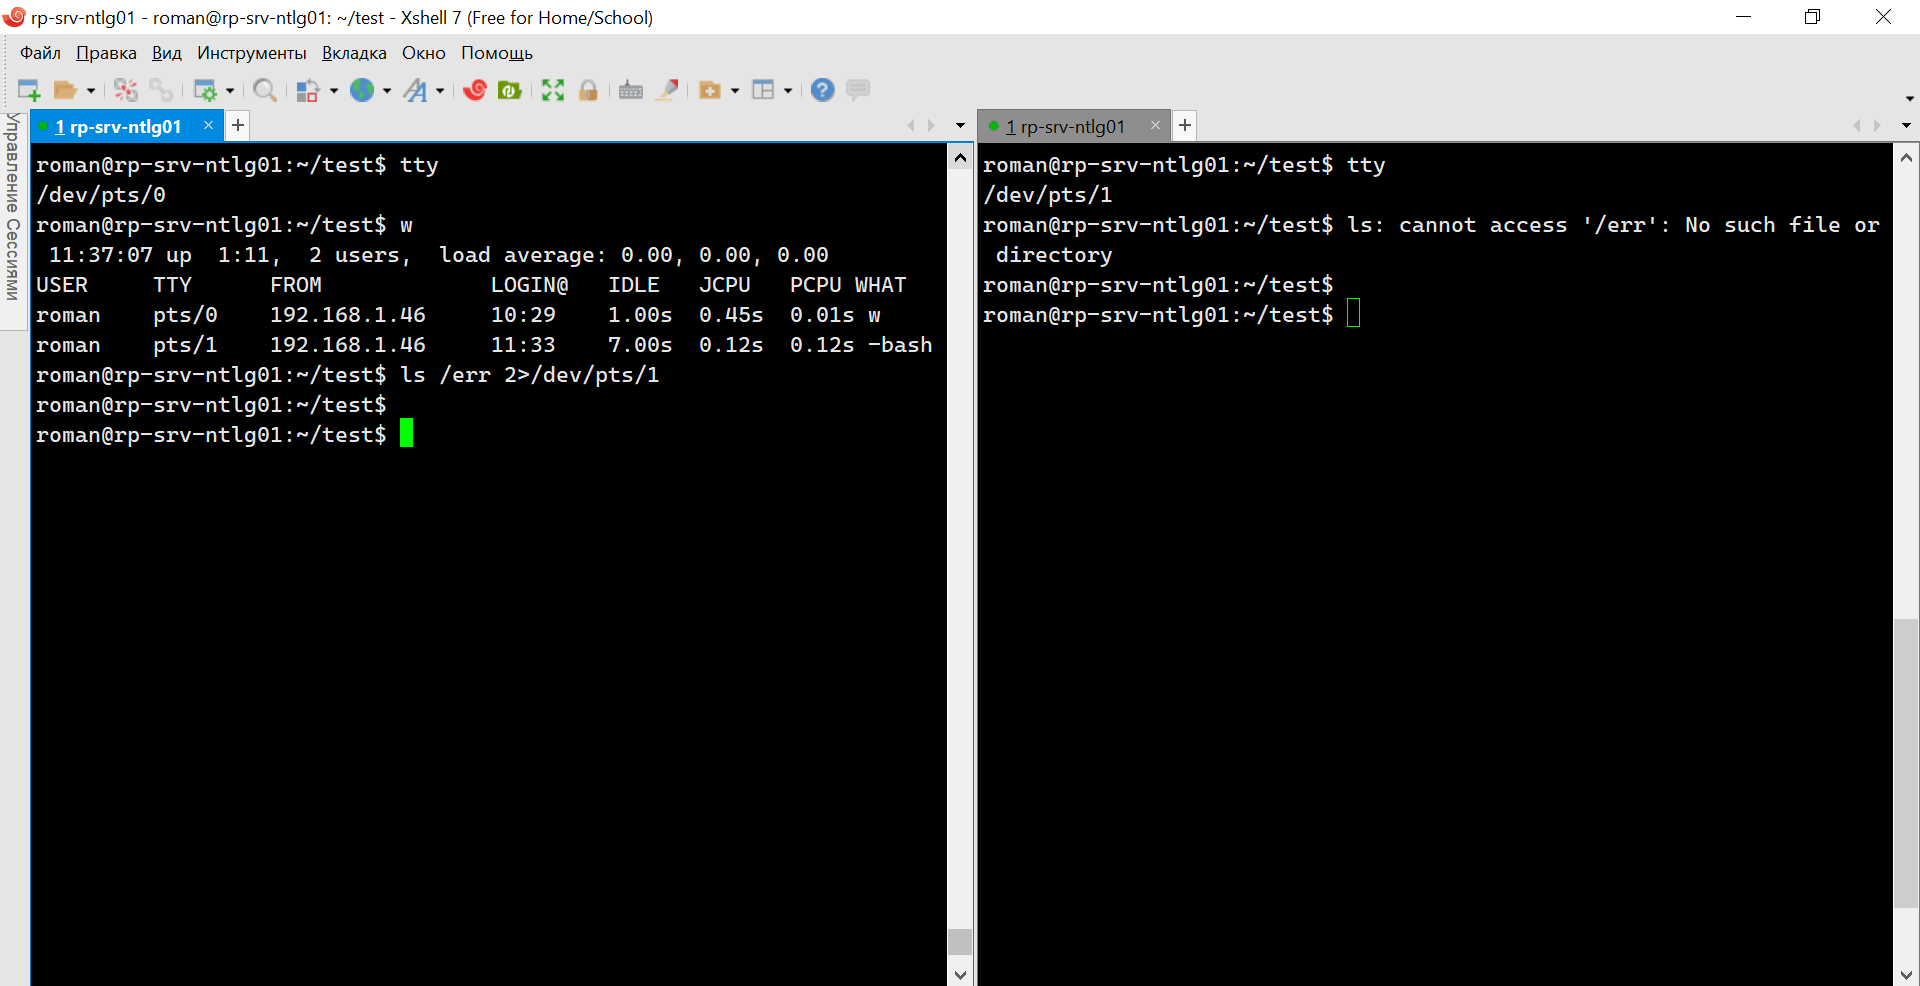 rp-srv-ntlg01 - roman@rp-srv-ntlg01: ~/test - Xshell 7 (Free for Home/School)
Файл Правка Вид Инструменты Вкладка Окно Помощь
Управление Сессиями
1 rp-srv-ntlg01
roman@rp-srv-ntlg01:~/test$ tty
/dev/pts/0
roman@rp-srv-ntlg01:~/test$ w
 11:37:07 up  1:11,  2 users,  load average: 0.00, 0.00, 0.00
USER     TTY      FROM             LOGIN@   IDLE   JCPU   PCPU WHAT
roman    pts/0    192.168.1.46     10:29    1.00s  0.45s  0.01s w
roman    pts/1    192.168.1.46     11:33    7.00s  0.12s  0.12s -bash
roman@rp-srv-ntlg01:~/test$ ls /err 2>/dev/pts/1
roman@rp-srv-ntlg01:~/test$
roman@rp-srv-ntlg01:~/test$
1 rp-srv-ntlg01
roman@rp-srv-ntlg01:~/test$ tty
/dev/pts/1
roman@rp-srv-ntlg01:~/test$ ls: cannot access '/err': No such file or
 directory
roman@rp-srv-ntlg01:~/test$
roman@rp-srv-ntlg01:~/test$